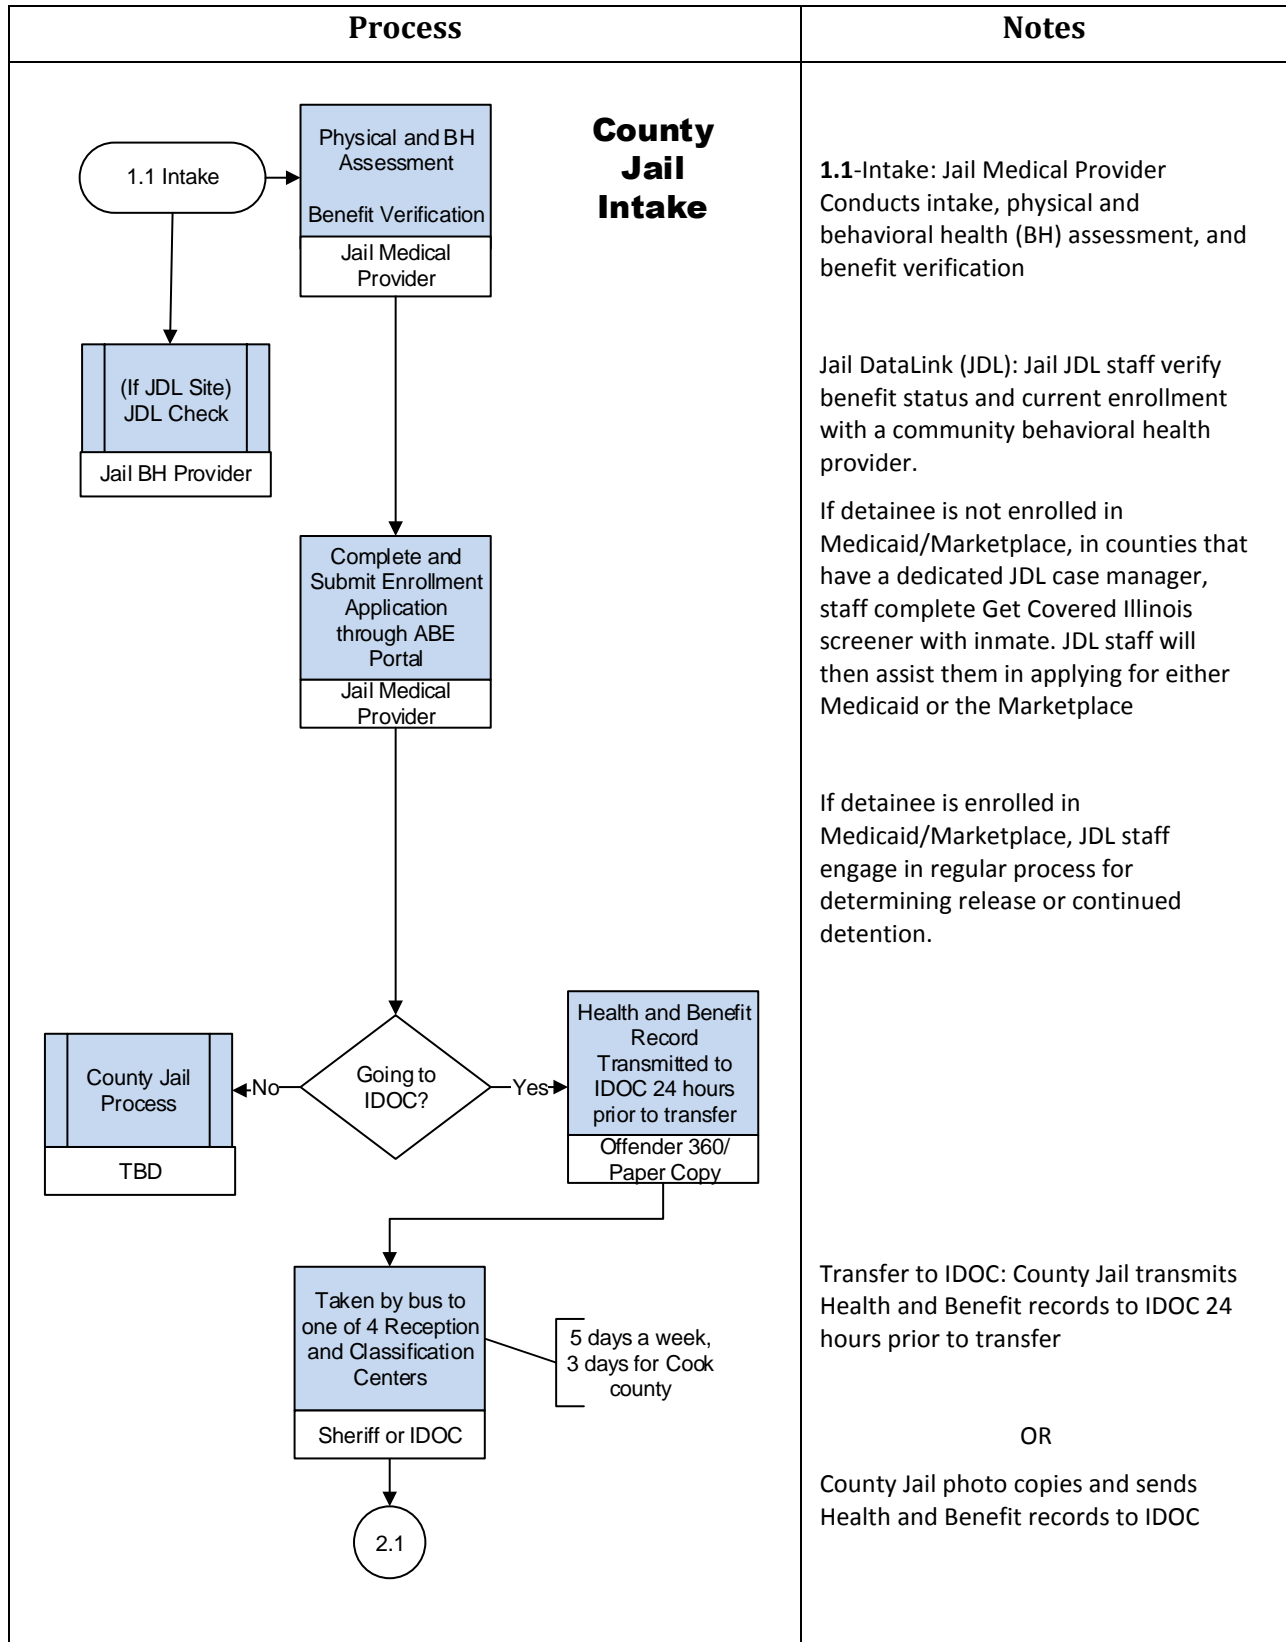 Process
Notes
County
Jail
Intake
1.1 Intake
Physical and BH
Assessment
Benefit Verification
Jail Medical
Provider
(If JDL Site)
JDL Check
Jail BH Provider
Complete and
Submit Enrollment
Application
through ABE
Portal
Jail Medical
Provider
Going to
IDOC?
No
Yes
County Jail
Process
TBD
Health and Benefit
Record
Transmitted to
IDOC 24 hours
prior to transfer
Offender 360/
Paper Copy
Taken by bus to
one of 4 Reception
and Classification
Centers
Sheriff or IDOC
5 days a week,
3 days for Cook
county
2.1
1.1-Intake: Jail Medical Provider
Conducts intake, physical and
behavioral health (BH) assessment, and
benefit verification
Jail DataLink (JDL): Jail JDL staff verify
benefit status and current enrollment
with a community behavioral health
provider.
If detainee is not enrolled in
Medicaid/Marketplace, in counties that
have a dedicated JDL case manager,
staff complete Get Covered Illinois
screener with inmate. JDL staff will
then assist them in applying for either
Medicaid or the Marketplace
If detainee is enrolled in
Medicaid/Marketplace, JDL staff
engage in regular process for
determining release or continued
detention.
Transfer to IDOC: County Jail transmits
Health and Benefit records to IDOC 24
hours prior to transfer
OR
County Jail photo copies and sends
Health and Benefit records to IDOC